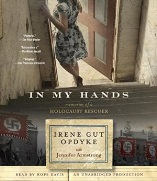 IN MY HANDS
memories of a
HOLOCAUST RESCUER
IRENE GUT
OPDYKE
with
Jennifer Armstrong
READ BY HOPE DAVIS
UNABRIDGED PRODUCTION